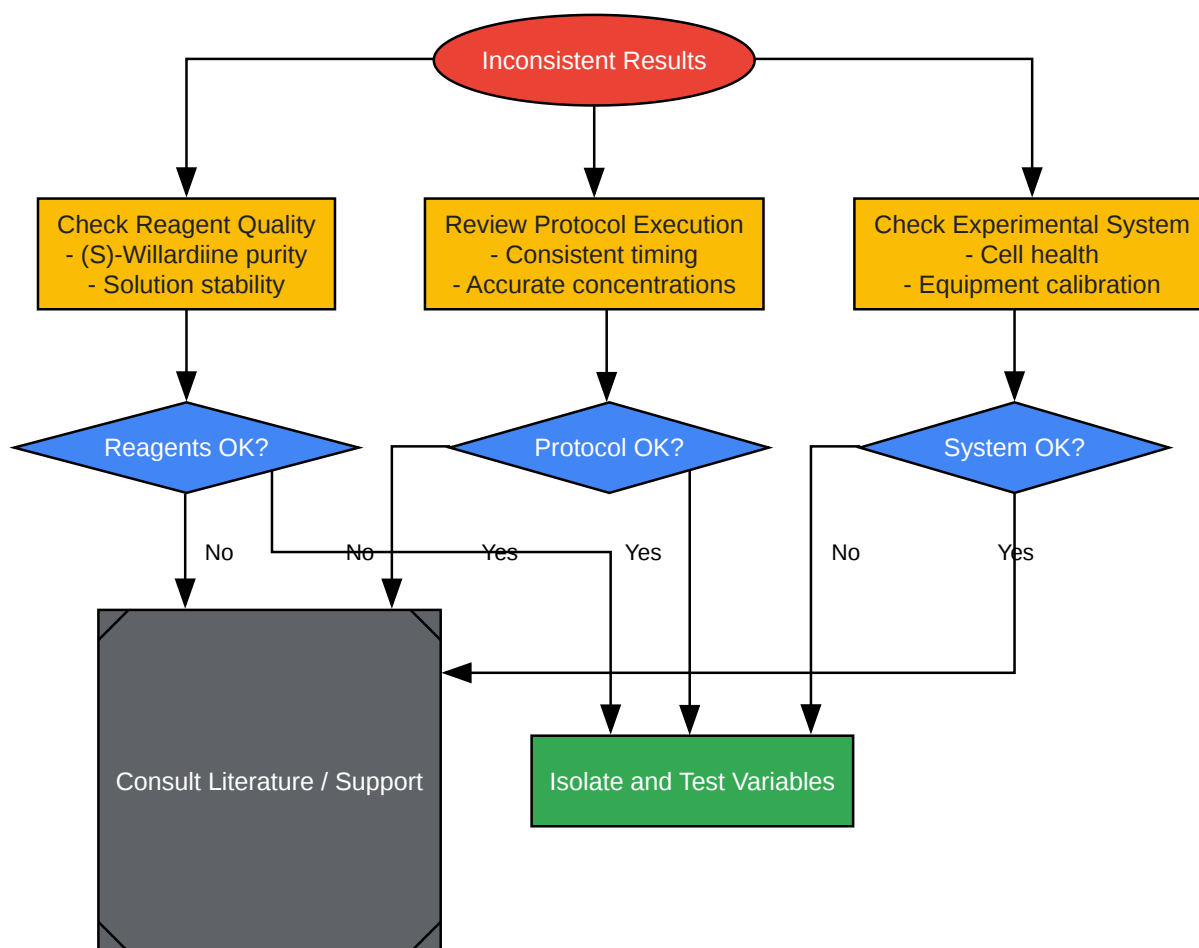 Inconsistent Results
Check Reagent Quality
- (S)-Willardiine purity
- Solution stability
Review Protocol Execution
- Consistent timing
- Accurate concentrations
Check Experimental System
- Cell health
- Equipment calibration
Reagents OK?
Protocol OK?
System OK?
No
No
Yes
Yes
No
Yes
Consult Literature / Support
Isolate and Test Variables